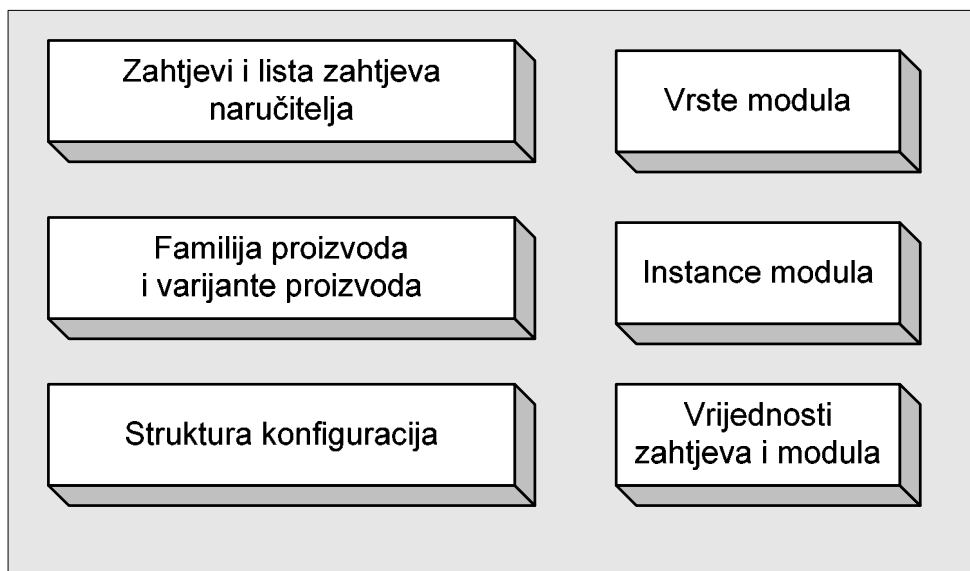 Zahtjevi i lista zahtjeva
naručitelja
Vrste modula
Familija proizvoda
i varijante proizvoda
Instance modula
Struktura konfiguracija
Vrijednosti
zahtjeva i modula